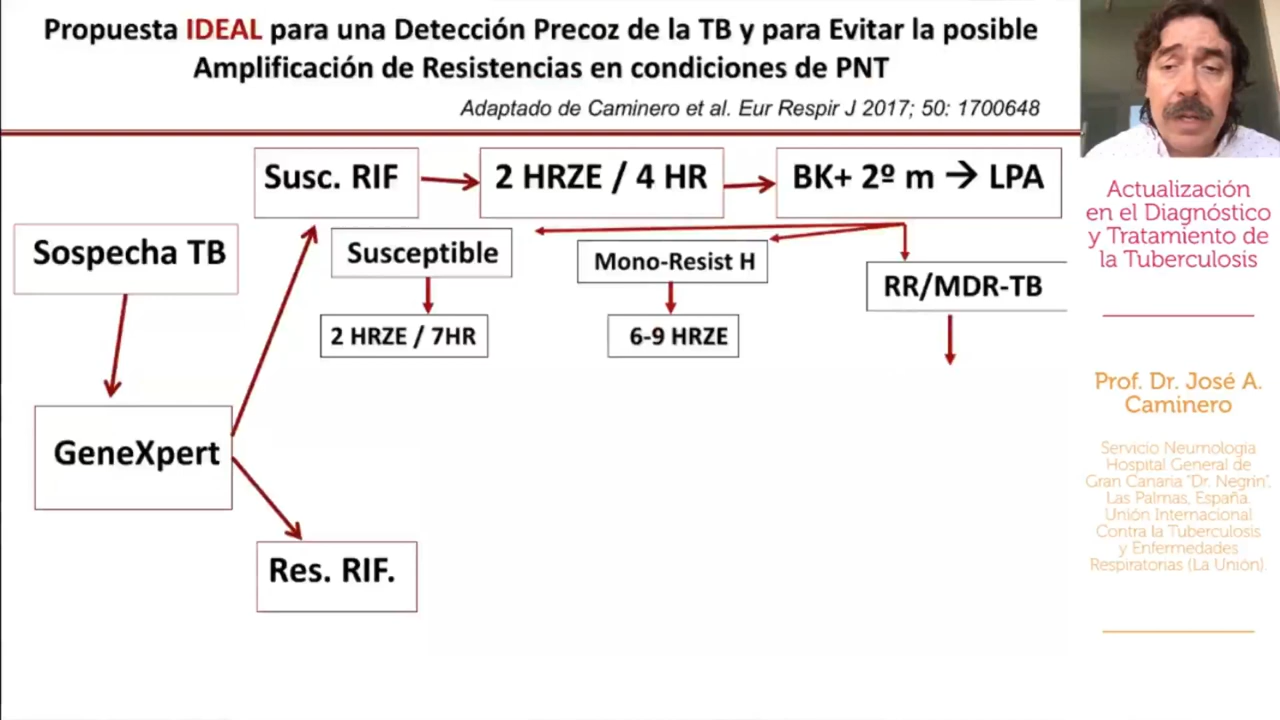 Propuesta IDEAL para una Detección Precoz de la TB y para Evitar la posible
Amplificación de Resistencias en condiciones de PNT
Adaptado de Caminero et al. Eur Respir J 2017; 50: 1700648
Susc. RIF
2 HRZE / 4 HR
BK+ 2º m → LPA
Sospecha TB
Susceptible
Mono-Resist H
RR/MDR-TB
2 HRZE / 7HR
6-9 HRZE
GeneXpert
Res. RIF.
Actualización
en el Diagnóstico
y Tratamiento de
la Tuberculosis
Prof. Dr. José A.
Caminero
Servicio Neumología
Hospital General de
Gran Canaria "Dr. Negrín".
Las Palmas, España.
Unión Internacional
Contra la Tuberculosis
y Enfermedades
Respiratorias (La Unión).